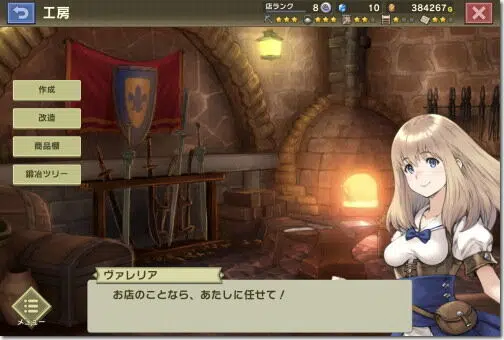 工房
店ランク 8 10 384267G
作成
改造
商品棚
鍛冶ツリー
ヴァレリア
お店のことなら、あたしに任せて!
メニュー